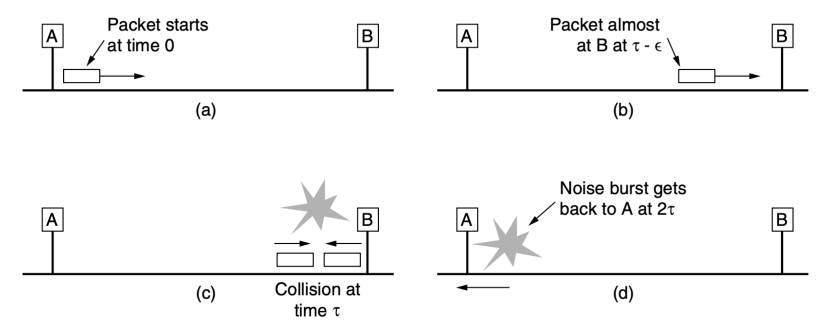 A
Packet starts
at time 0
B
(a)
A
Packet almost
at B at τ - ϵ
B
(b)
A
B
(c)
Collision at
time τ
A
Noise burst gets
back to A at 2τ
B
(d)